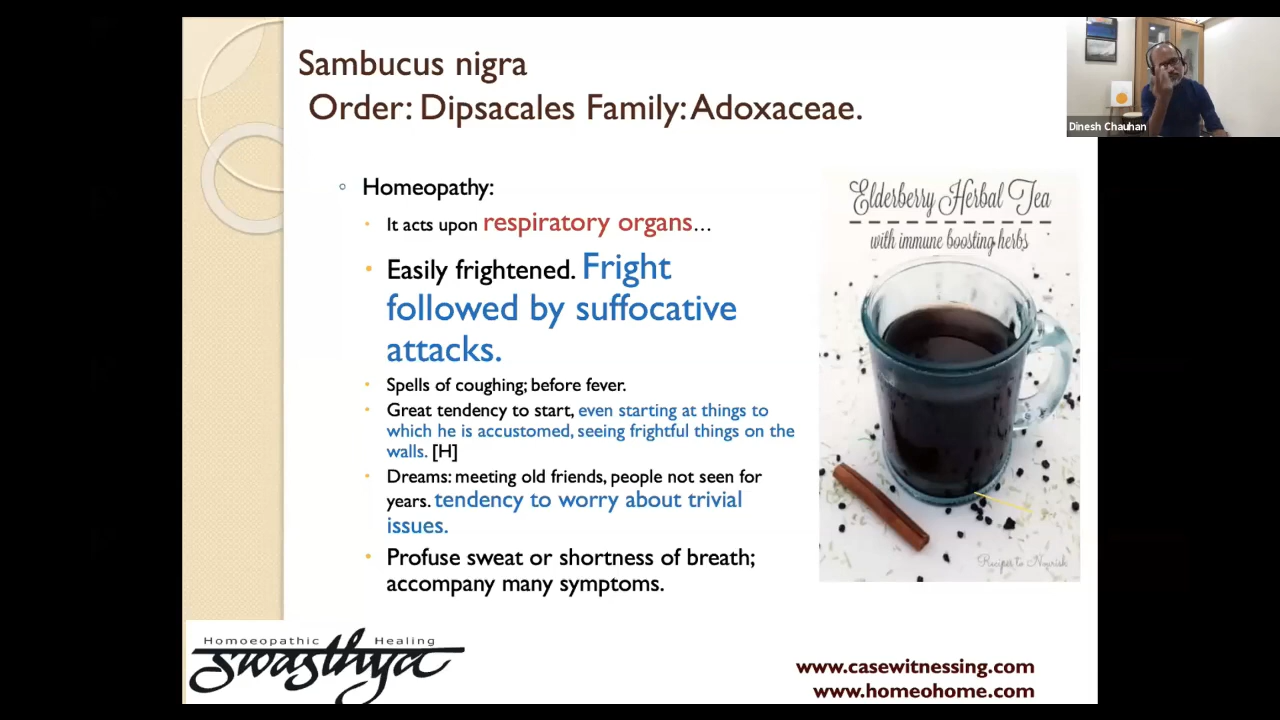 Sambucus nigra
Order: Dipsacales Family: Adoxaceae.
Dinesh Chauhan
Homeopathy:
It acts upon respiratory organs...
Easily frightened. Fright
followed by suffocative
attacks.
Spells of coughing; before fever.
Great tendency to start, even starting at things to
which he is accustomed, seeing frightful things on the
walls. [H]
Dreams: meeting old friends, people not seen for
years. tendency to worry about trivial
issues.
Profuse sweat or shortness of breath;
accompany many symptoms.
Elderberry Herbal Tea
with immune boosting herbs
Recipes to Nourish
Homoeopathic Healing
swasthya
www.casewitnessing.com
www.homeohome.com